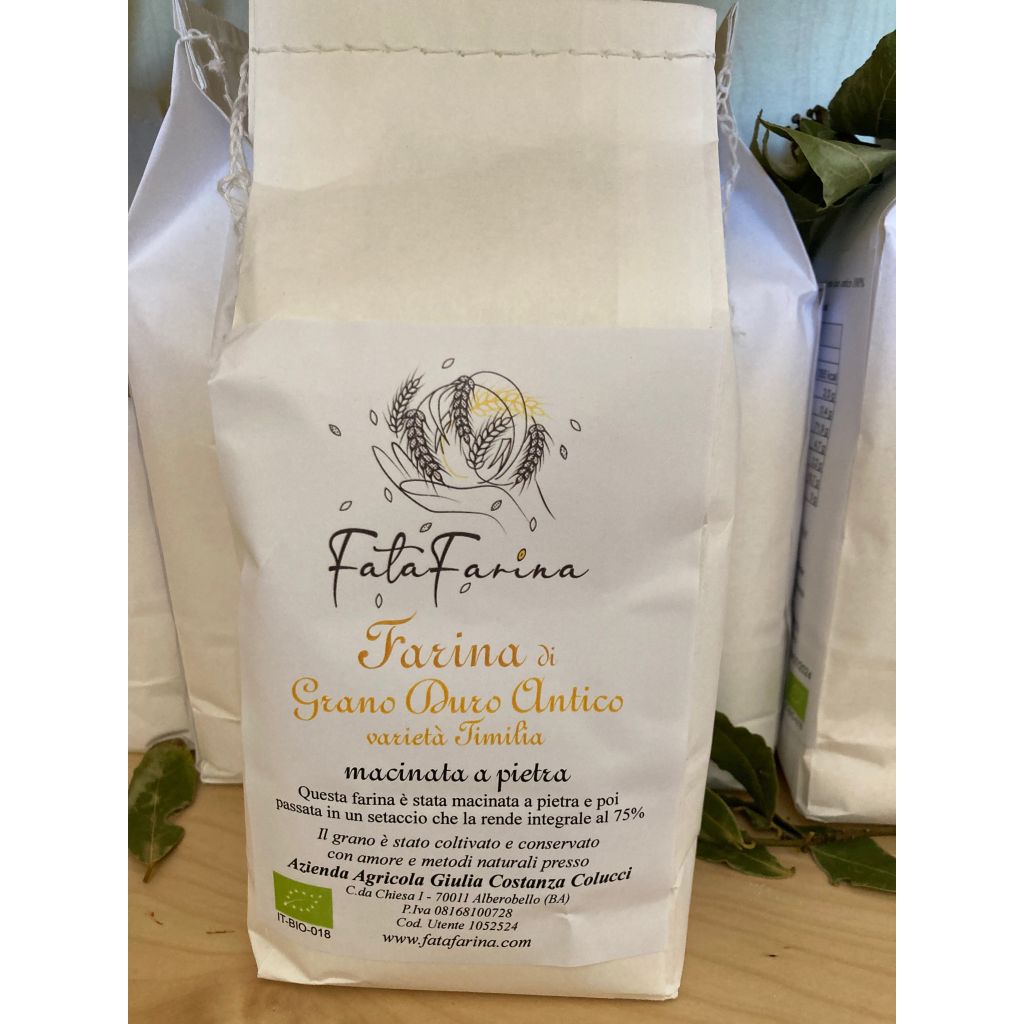 FataFarina
Farina di
Grano Duro Antico
varietà Timilia
macinata a pietra
Questa farina è stata macinata a pietra e poi
passata in un setaccio che la rende integrale al 75%
Il grano è stato coltivato e conservato
con amore e metodi naturali presso
Azienda Agricola Giulia Costanza Colucci
C.da Chiesa I - 70011 Alberobello (BA)
P.Iva 08168100728
Cod. Utente 1052524
www.fatafarina.com
IT-BIO-018